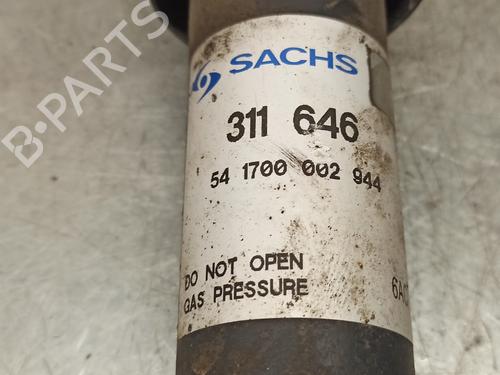 SACHS
311 646
54 1700 002 944
DO NOT OPEN
GAS PRESSURE
B-PARTS